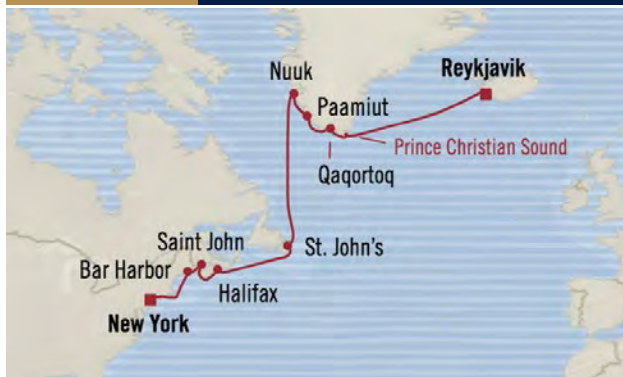 Nuuk
Reykjavik
Paamiut
Prince Christian Sound
Qaqortoq
Saint John
St. John's
Bar Harbor
Halifax
New York